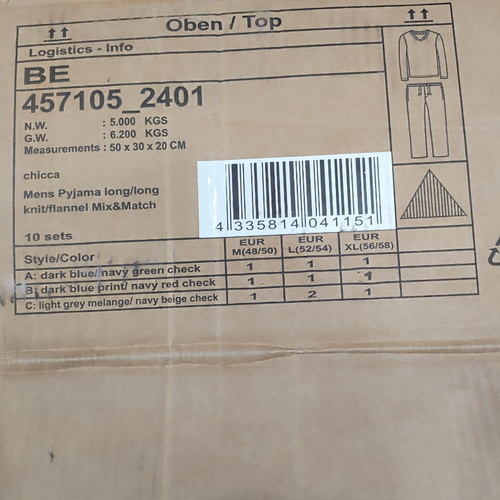 Oben / Top
Logistics - Info
BE
457105_2401
N.W. : 5.000 KGS
G.W. : 6.200 KGS
Measurements : 50 x 30 x 20 CM
chicca
Mens Pyjama long/long
knit/flannel Mix&Match
4 335814 041151
10 sets
Style/Color EUR M(48/50) EUR L(52/54) EUR XL(56/58)
A: dark blue/ navy green check 1 1 1
B: dark blue print/ navy red check 1 1 1
C: light grey melange/ navy beige check 1 2 1